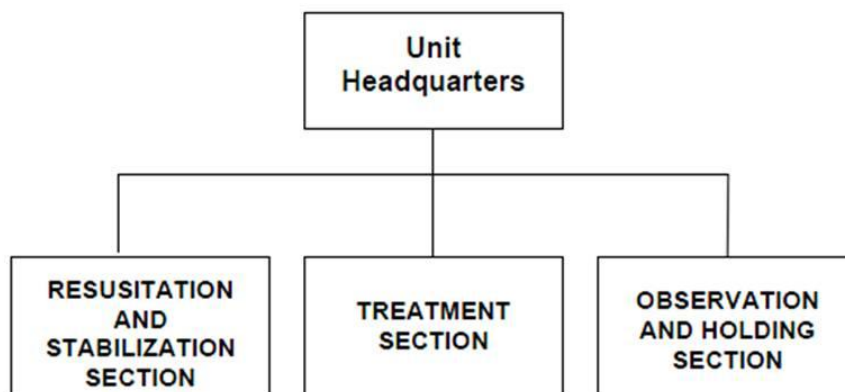 Unit
Headquarters
RESUSITATION
AND
STABILIZATION
SECTION
TREATMENT
SECTION
OBSERVATION
AND HOLDING
SECTION